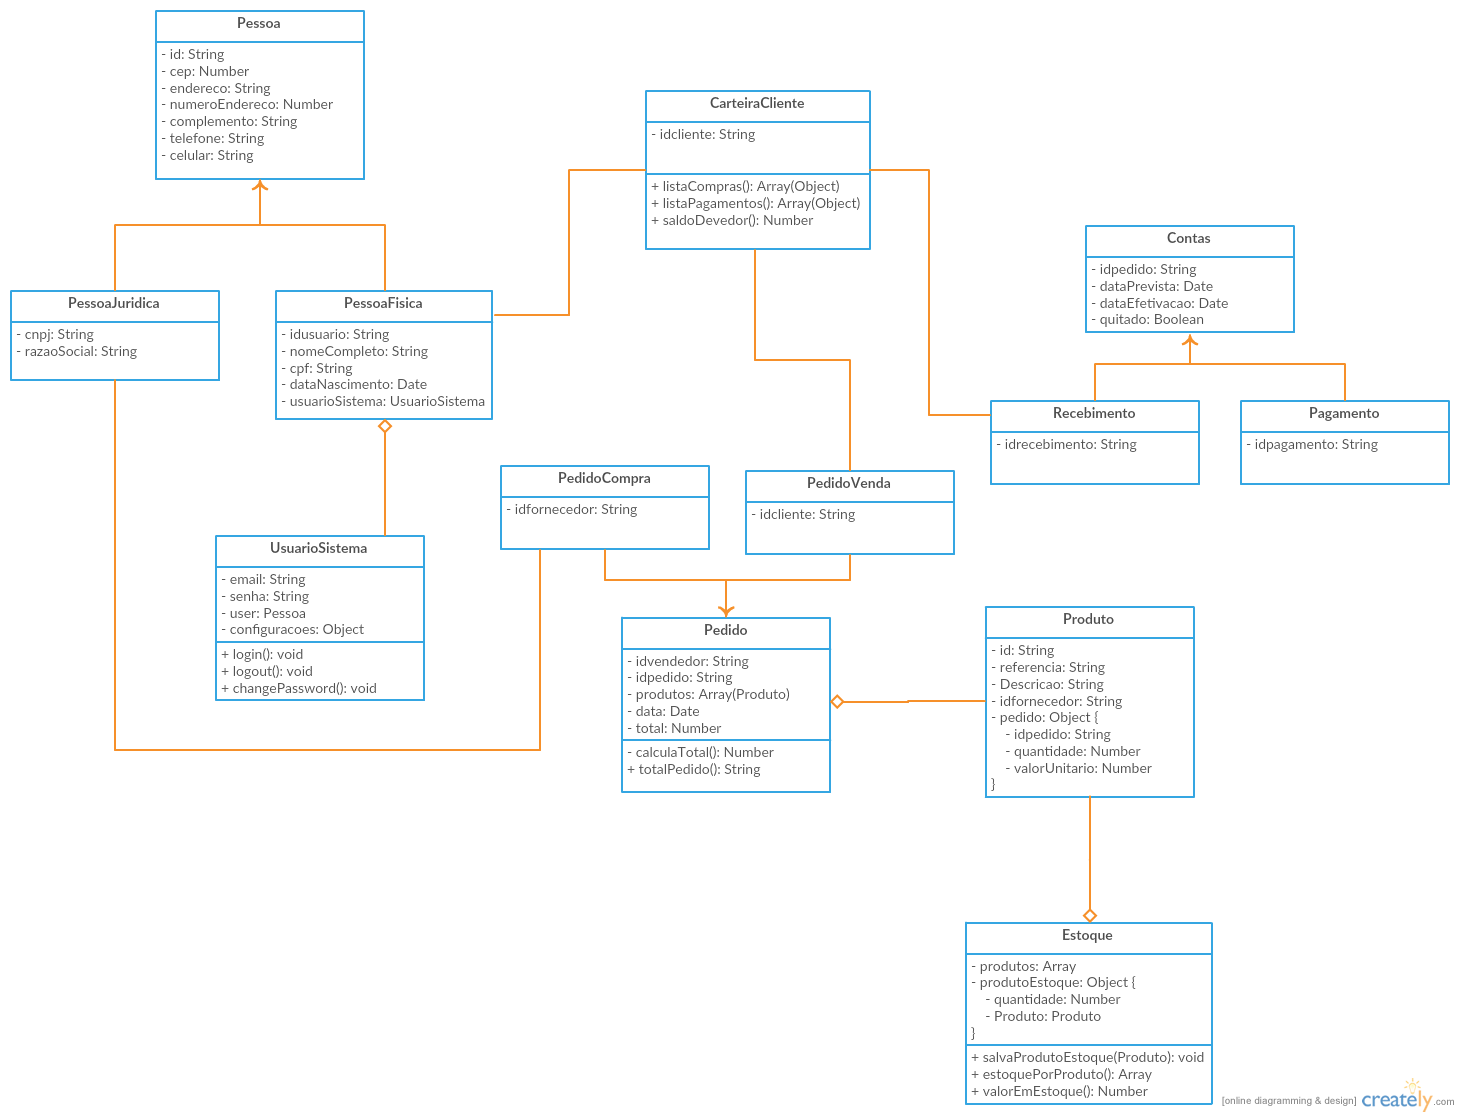 Pessoa
- id: String
- cep: Number
- endereco: String
- numeroEndereco: Number
- complemento: String
- telefone: String
- celular: String
CarteiraCliente
- idcliente: String
+ listaCompras(): Array(Object)
+ listaPagamentos(): Array(Object)
+ saldoDevedor(): Number
Contas
- idpedido: String
- dataPrevista: Date
- dataEfetivacao: Date
- quitado: Boolean
PessoaJuridica
- cnpj: String
- razaoSocial: String
PessoaFisica
- idusuario: String
- nomeCompleto: String
- cpf: String
- dataNascimento: Date
- usuarioSistema: UsuarioSistema
Recebimento
- idrecebimento: String
Pagamento
- idpagamento: String
PedidoCompra
- idfornecedor: String
PedidoVenda
- idcliente: String
UsuarioSistema
- email: String
- senha: String
- user: Pessoa
- configuracoes: Object
+ login(): void
+ logout(): void
+ changePassword(): void
Pedido
- idvendedor: String
- idpedido: String
- produtos: Array(Produto)
- data: Date
- total: Number
- calculaTotal(): Number
+ totalPedido(): String
Produto
- id: String
- referencia: String
- Descricao: String
- idfornecedor: String
- pedido: Object {
- idpedido: String
- quantidade: Number
- valorUnitario: Number
}
Estoque
- produtos: Array
- produtoEstoque: Object {
- quantidade: Number
- Produto: Produto
}
+ salvaProdutoEstoque(Produto): void
+ estoquePorProduto(): Array
+ valorEmEstoque(): Number
[online diagramming & design] creately.com